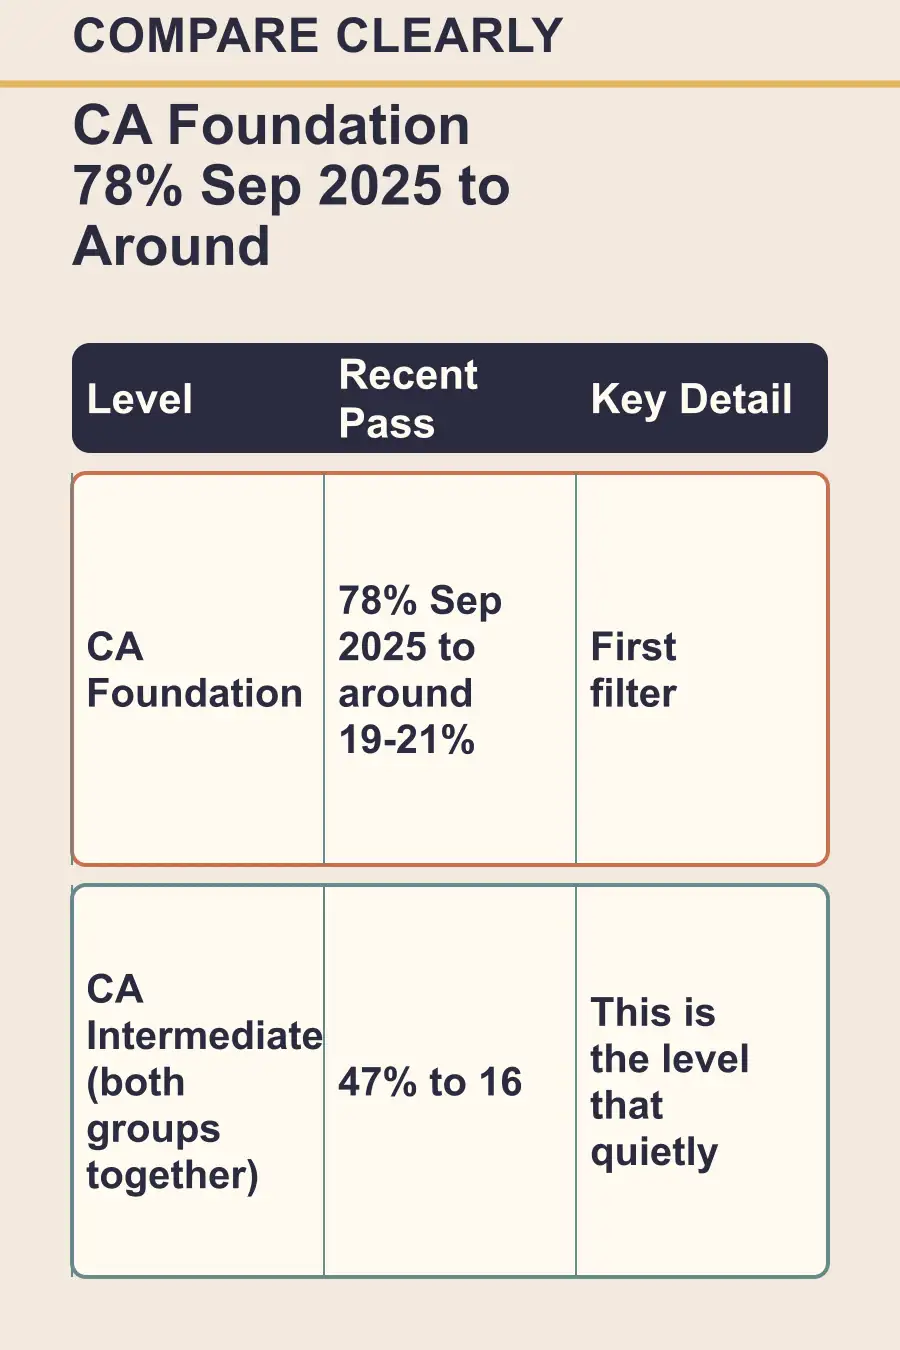 COMPARE CLEARLY
CA Foundation
78% Sep 2025 to
Around
Level
Recent
Pass
Key Detail
CA
Foundation
78% Sep
2025 to
around
19-21%
First
filter
CA
Intermediate
(both
groups
together)
47% to 16
This is
the level
that
quietly